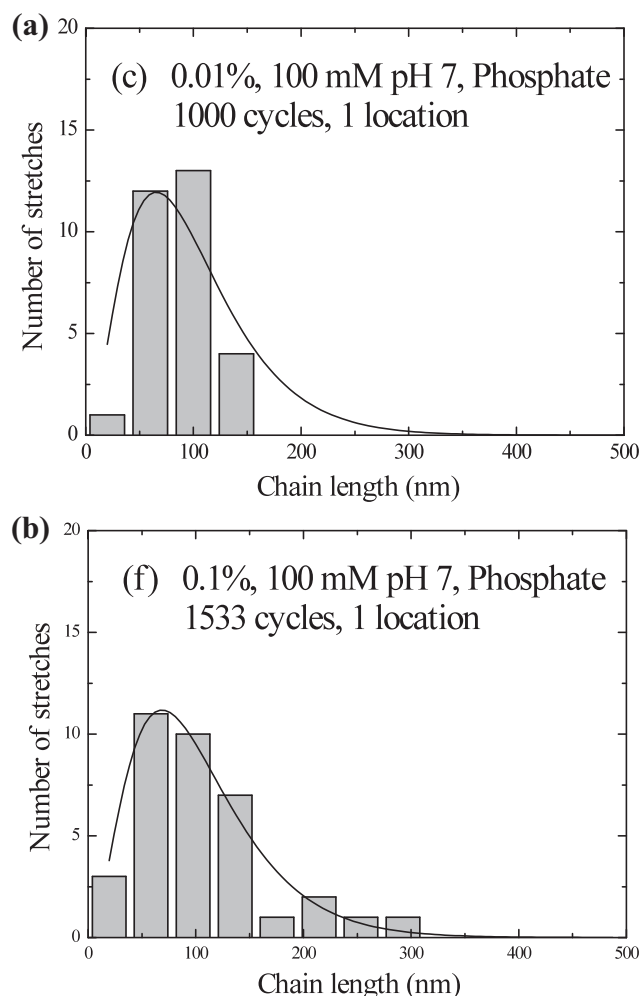 (a)
20
(c) 0.01%, 100 mM pH 7, Phosphate
1000 cycles, 1 location
15
10
5
0
Number of stretches
0 100 200 300 400 500
Chain length (nm)
(b)
20
(f) 0.1%, 100 mM pH 7, Phosphate
1533 cycles, 1 location
15
10
5
0
Number of stretches
0 100 200 300 400 500
Chain length (nm)